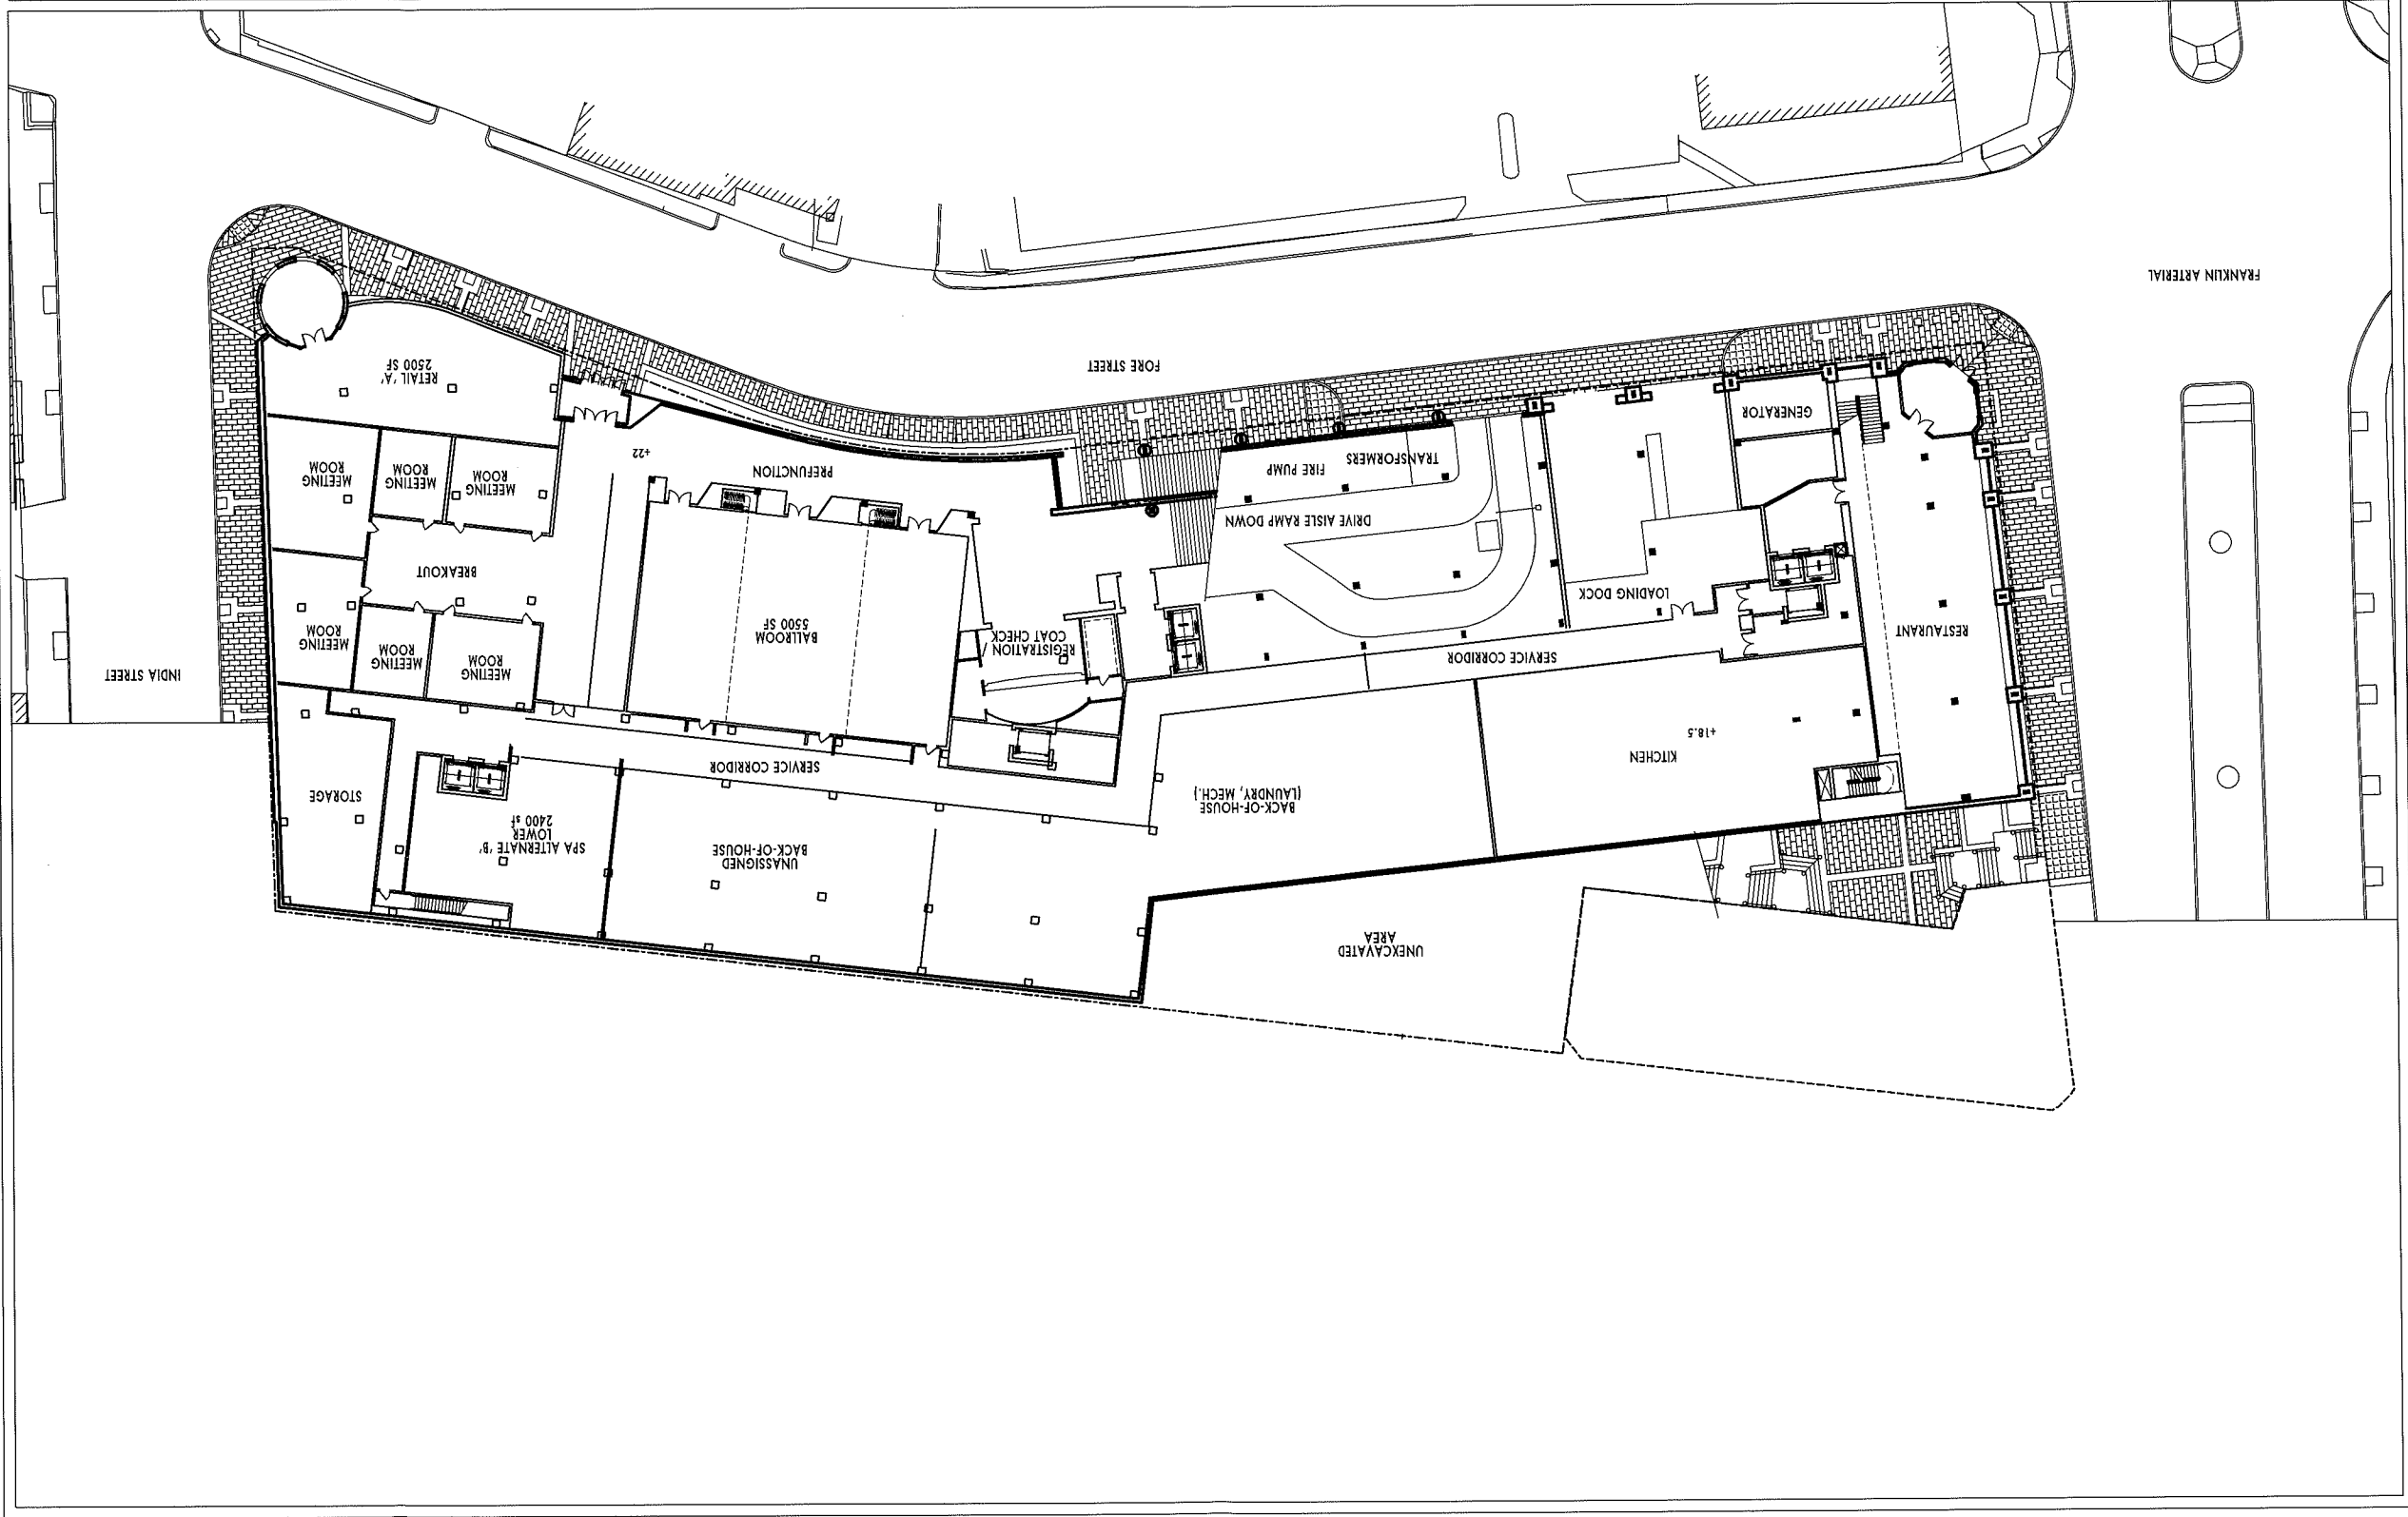 UNEXCAVATED
AREA
SPA ALTERNATE 'B'
LOWER
2400 sf
UNASSIGNED
BACK-OF-HOUSE
BACK-OF-HOUSE
(LAUNDRY, MECH.)
KITCHEN
+18.5
STORAGE
SERVICE CORRIDOR
SERVICE CORRIDOR
RESTAURANT
INDIA STREET
MEETING
ROOM
MEETING
ROOM
MEETING
ROOM
BALLROOM
5500 SF
REGISTRATION /
COAT CHECK
LOADING DOCK
BREAKOUT
DRIVE AISLE RAMP DOWN
MEETING
ROOM
MEETING
ROOM
MEETING
ROOM
+22
PREFUNCTION
FIRE PUMP
TRANSFORMERS
GENERATOR
RETAIL 'A'
2500 SF
FORE STREET
FRANKLIN ARTERIAL